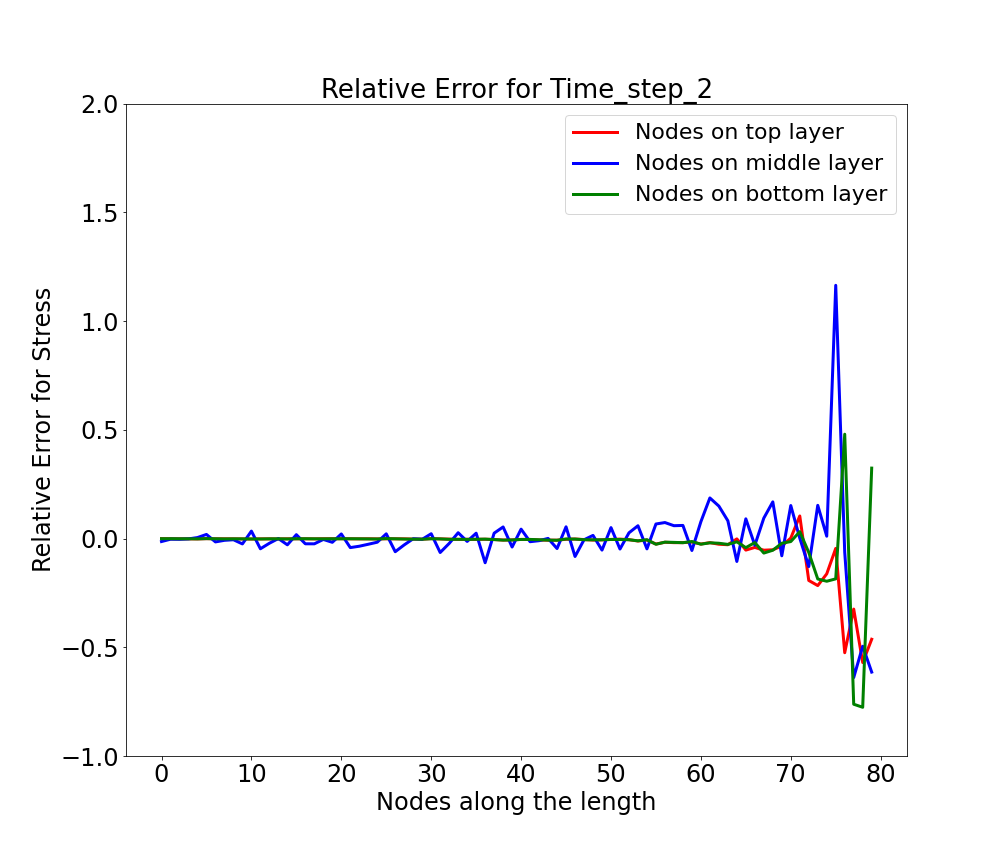 Relative Error for Time_step_2
2.0
1.5
1.0
0.5
0.0
−0.5
−1.0
Relative Error for Stress
Nodes on top layer
Nodes on middle layer
Nodes on bottom layer
0 10 20 30 40 50 60 70 80
Nodes along the length